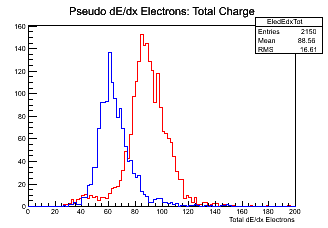 Pseudo dE/dx Electrons: Total Charge
EledEdxTot
Entries 2150
Mean 88.56
RMS 16.61
160
140
120
100
80
60
40
20
0
0 20 40 60 80 100 120 140 160 180 200
Total dE/dx Electrons